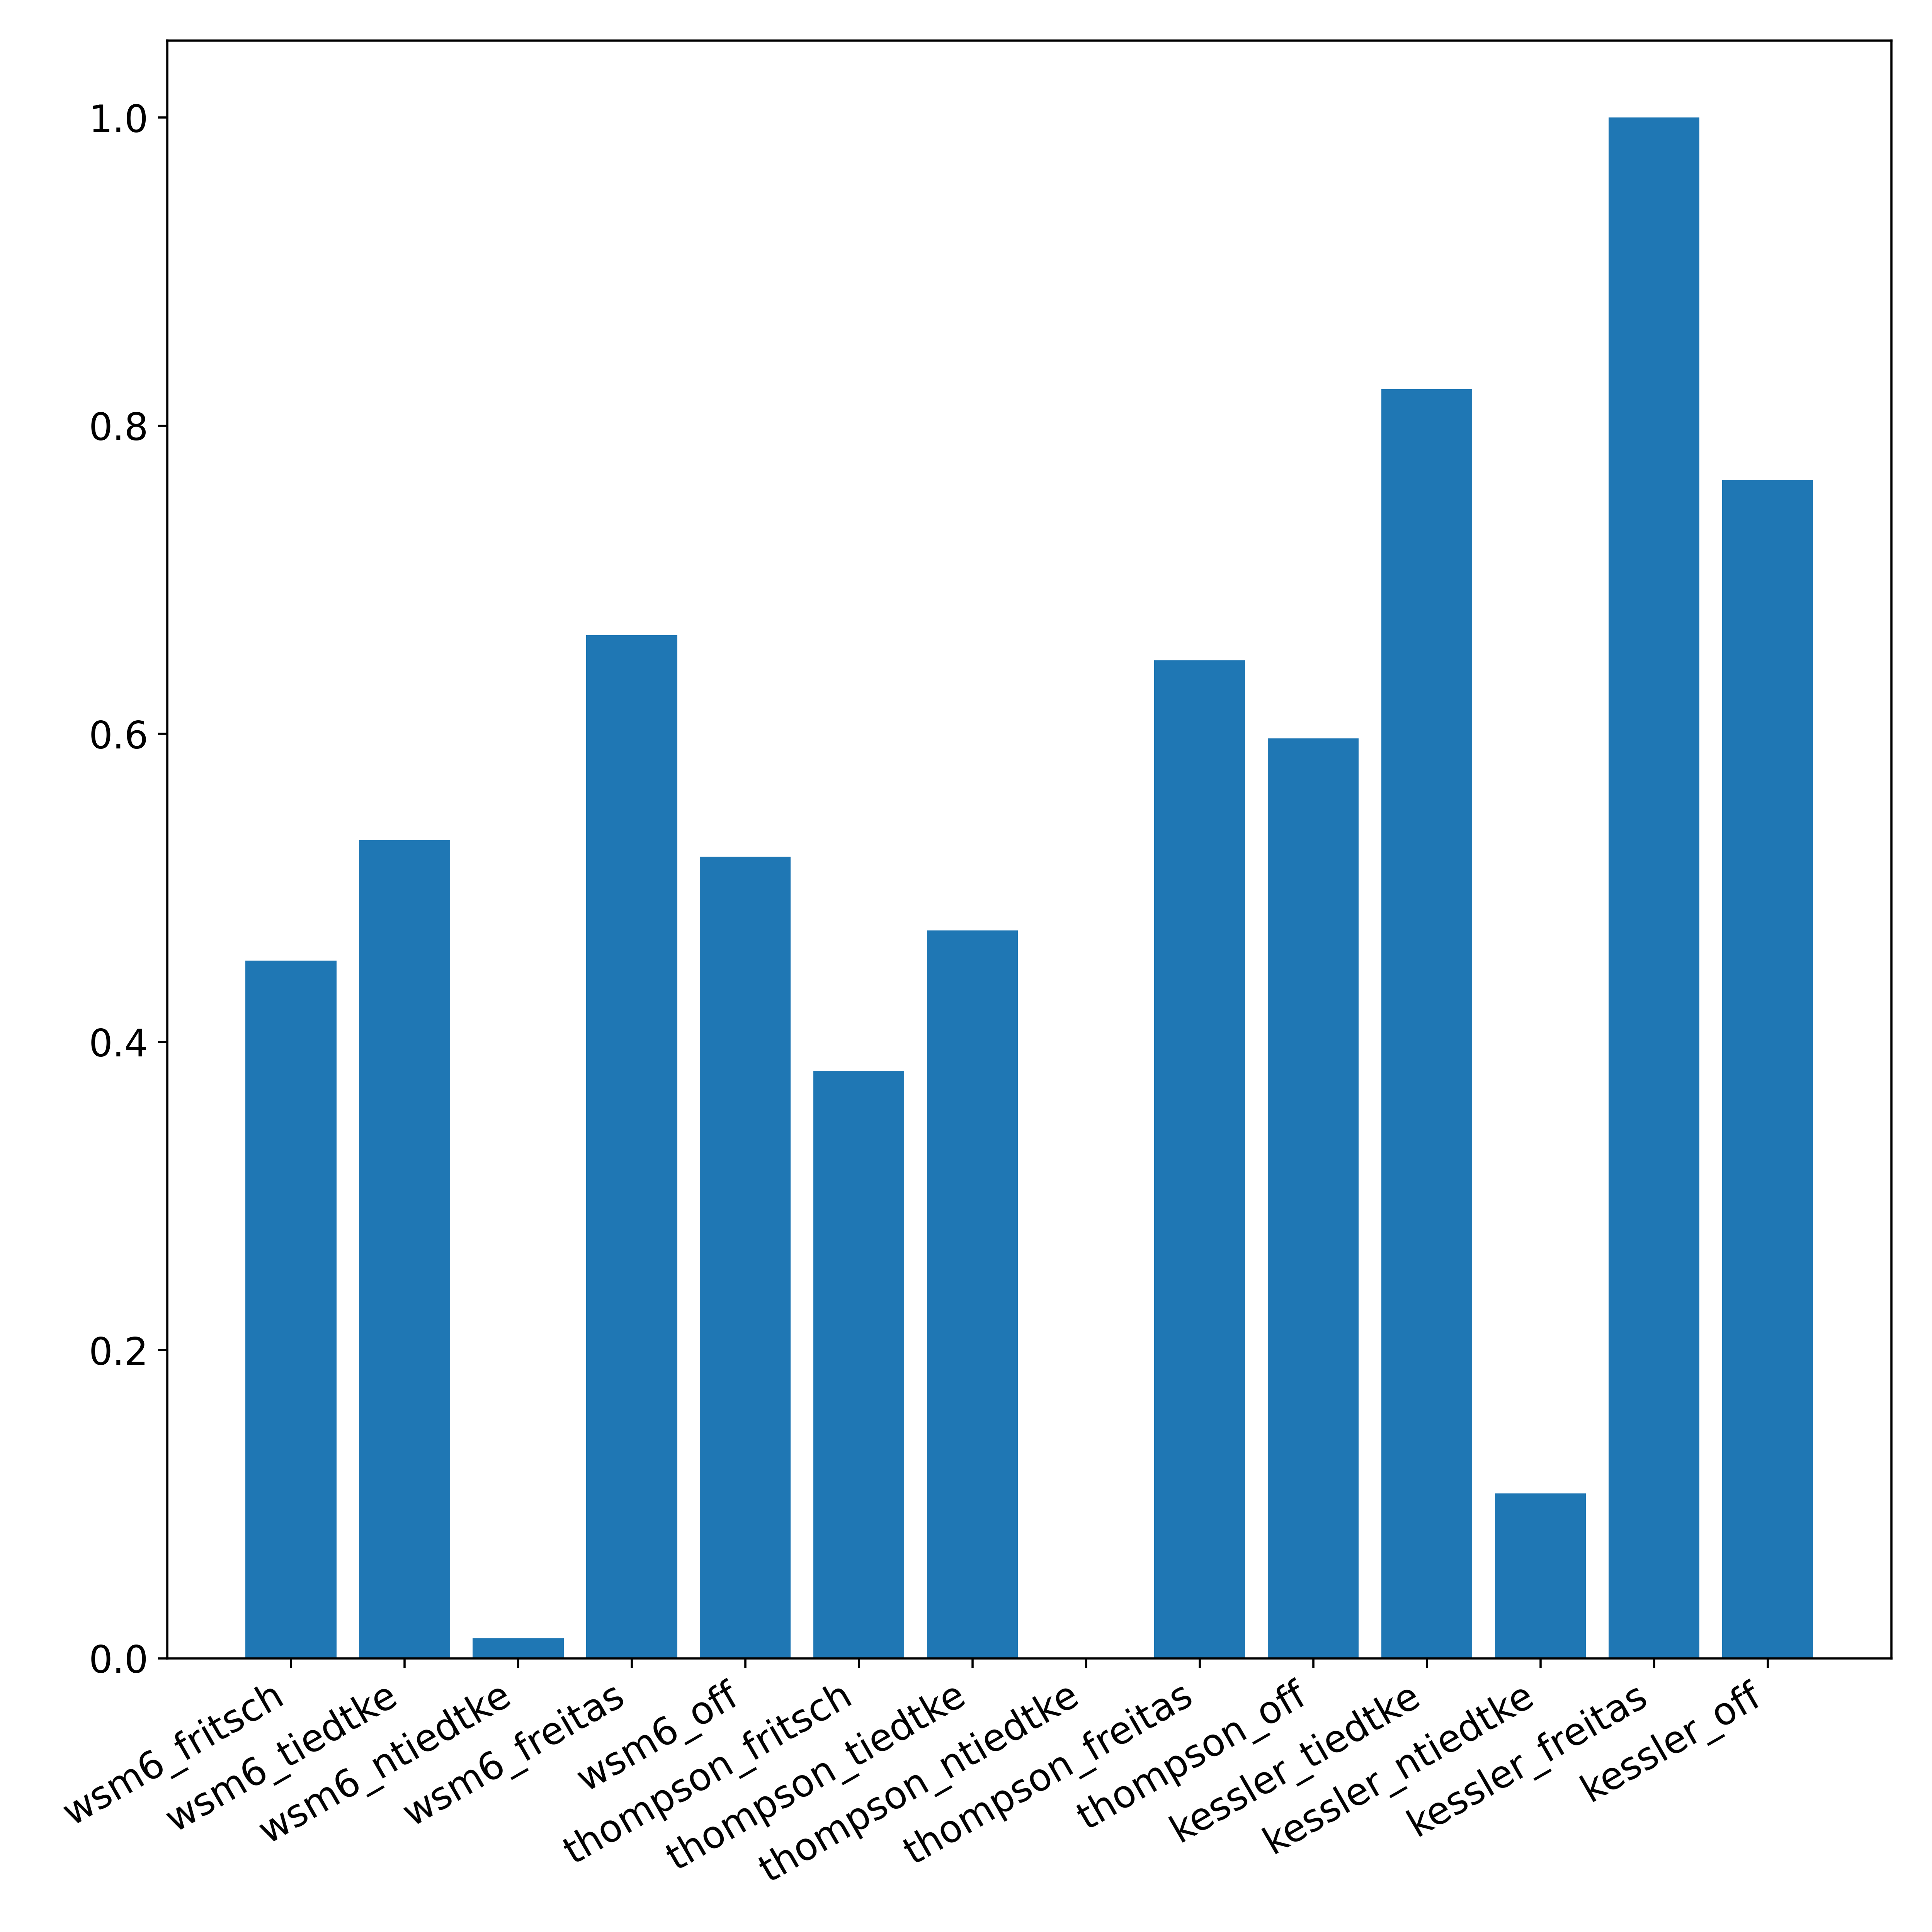 1.0
0.8
0.6
0.4
0.2
0.0
wsm6_fritsch
wsm6_tiedtke
wsm6_ntiedtke
wsm6_freitas
wsm6_off
thompson_fritsch
thompson_tiedtke
thompson_ntiedtke
thompson_freitas
thompson_off
kessler_tiedtke
kessler_ntiedtke
kessler_freitas
kessler_off